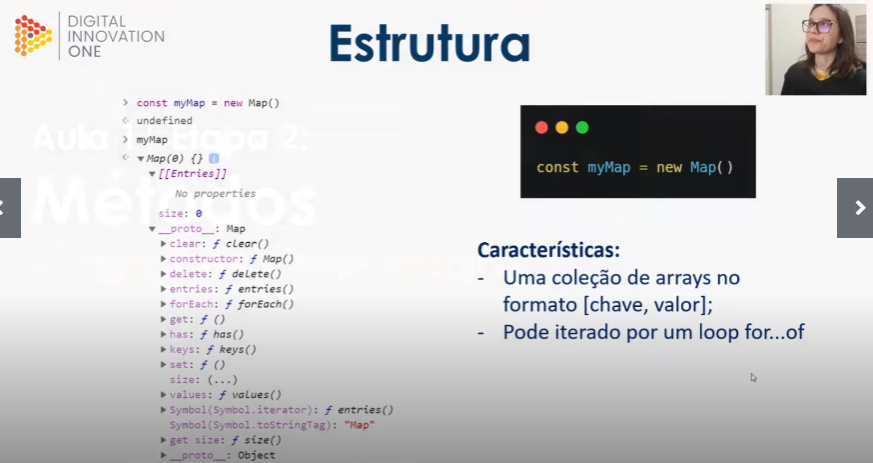 DIGITAL
INNOVATION
ONE
Estrutura
> const myMap = new Map()
<· undefined
> myMap
<· ▼Map(0) {} i
▼[[Entries]]
No properties
size: 0
▼__proto__: Map
▶clear: ƒ clear()
▶constructor: ƒ Map()
▶delete: ƒ delete()
▶entries: ƒ entries()
▶forEach: ƒ forEach()
▶get: ƒ ()
▶has: ƒ has()
▶keys: ƒ keys()
▶set: ƒ ()
size: (...)
▶values: ƒ values()
▶Symbol(Symbol.iterator): ƒ entries()
Symbol(Symbol.toStringTag): "Map"
▶get size: ƒ size()
▶__proto__: Object
Aula 1, Etapa 2:
Métodos
const myMap = new Map()
Características:
- Uma coleção de arrays no
formato [chave, valor];
- Pode iterado por um loop for...of